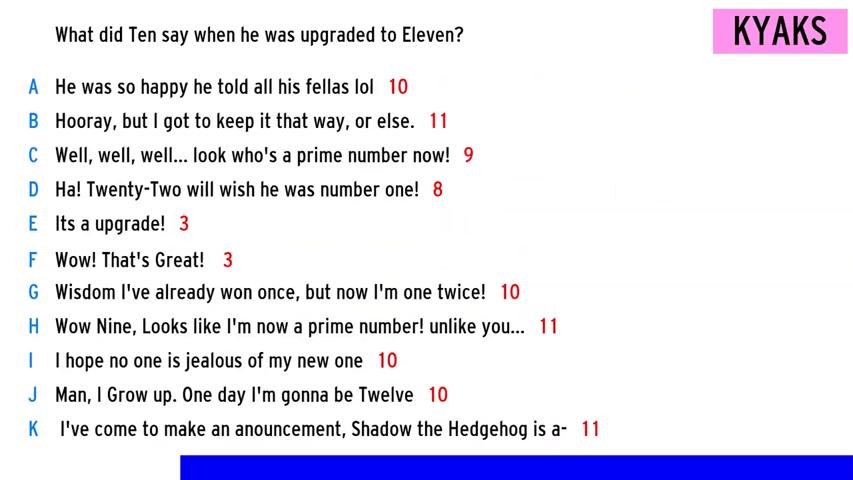 What did Ten say when he was upgraded to Eleven?
KYAKS
A He was so happy he told all his fellas lol 10
B Hooray, but I got to keep it that way, or else. 11
C Well, well, well... look who's a prime number now! 9
D Ha! Twenty-Two will wish he was number one! 8
E Its a upgrade! 3
F Wow! That's Great! 3
G Wisdom I've already won once, but now I'm one twice! 10
H Wow Nine, Looks like I'm now a prime number! unlike you... 11
I I hope no one is jealous of my new one 10
J Man, I Grow up. One day I'm gonna be Twelve 10
K I've come to make an anouncement, Shadow the Hedgehog is a- 11